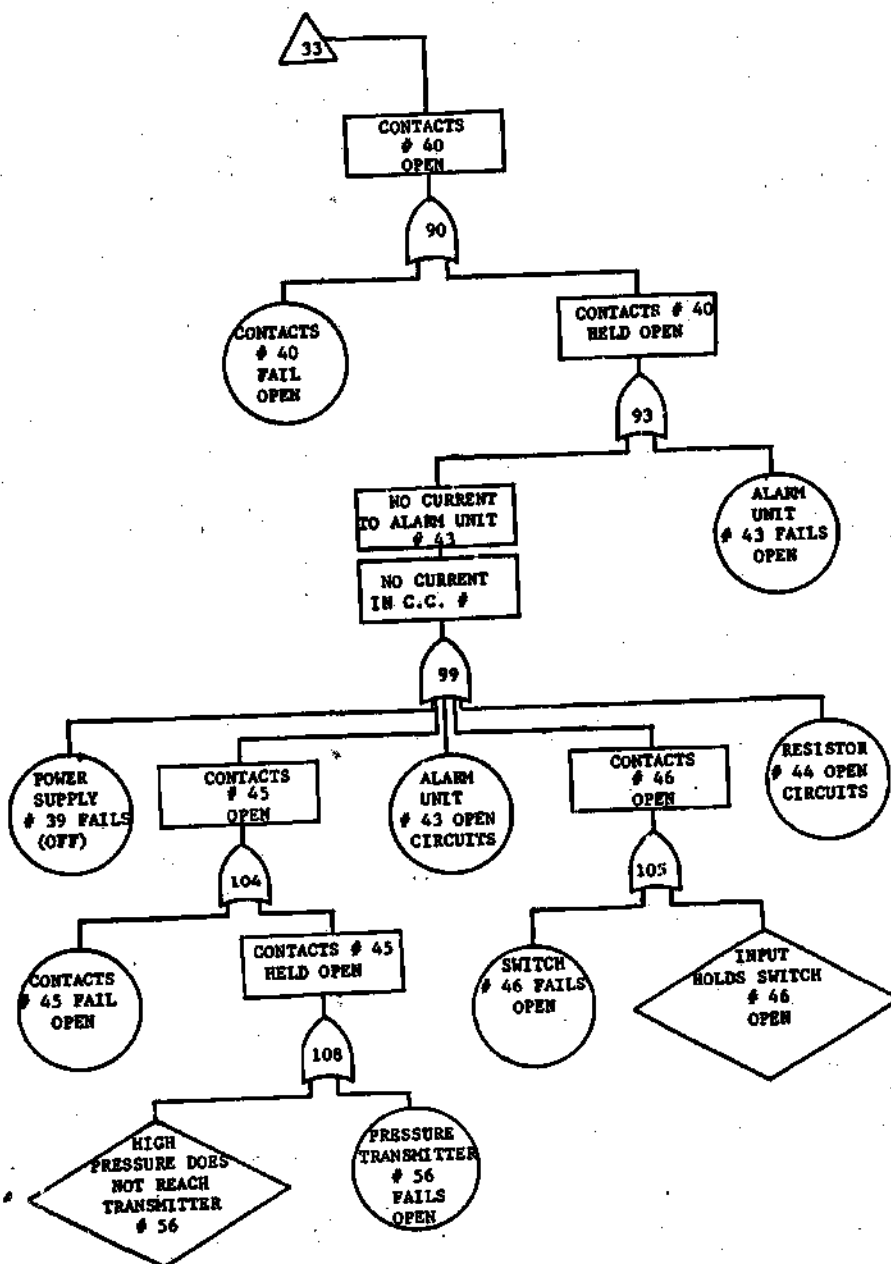 33
CONTACTS
# 40
OPEN
90
CONTACTS
# 40
FAIL
OPEN
CONTACTS # 40
HELD OPEN
93
NO CURRENT
TO ALARM UNIT
# 43
ALARM
UNIT
# 43 FAILS
OPEN
NO CURRENT
IN C.C. #
99
POWER
SUPPLY
# 39 FAILS
(OFF)
CONTACTS
# 45
OPEN
ALARM
UNIT
# 43 OPEN
CIRCUITS
CONTACTS
# 46
OPEN
RESISTOR
# 44 OPEN
CIRCUITS
104
105
CONTACTS
# 45 FAIL
OPEN
CONTACTS # 45
HELD OPEN
SWITCH
# 46 FAILS
OPEN
INPUT
HOLDS SWITCH
# 46
OPEN
108
HIGH
PRESSURE DOES
NOT REACH
TRANSMITTER
# 56
PRESSURE
TRANSMITTER
# 56
FAILS
OPEN